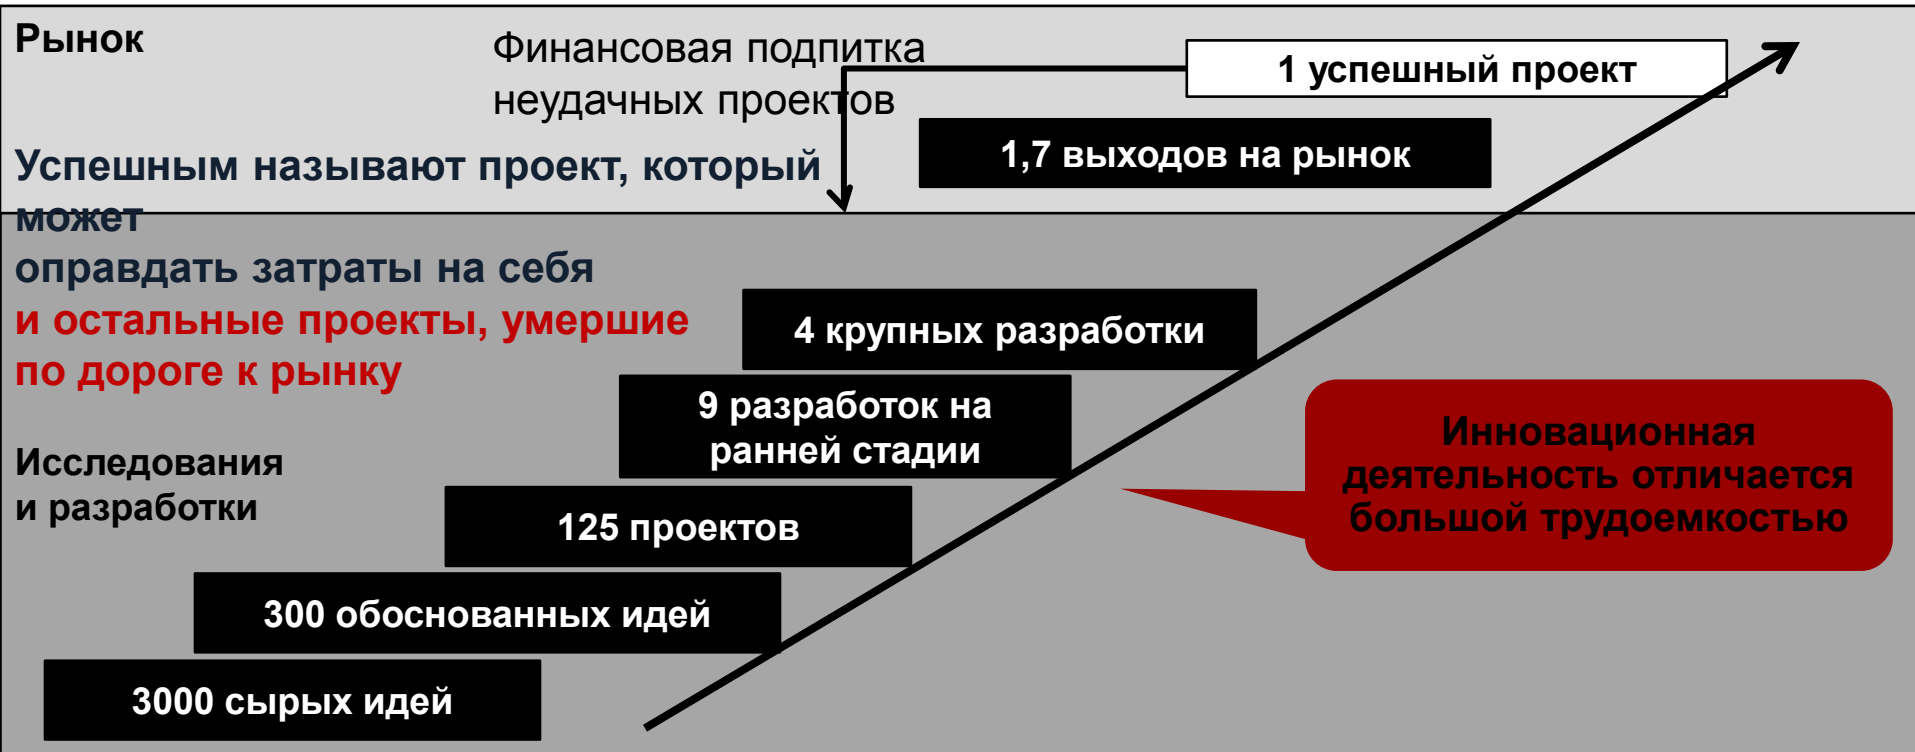 Рынок
Финансовая подпитка
неудачных проектов
1 успешный проект
1,7 выходов на рынок
Успешным называют проект, который
может
оправдать затраты на себя
и остальные проекты, умершие
по дороге к рынку
4 крупных разработки
9 разработок на
ранней стадии
Инновационная
деятельность отличается
большой трудоемкостью
Исследования
и разработки
125 проектов
300 обоснованных идей
3000 сырых идей